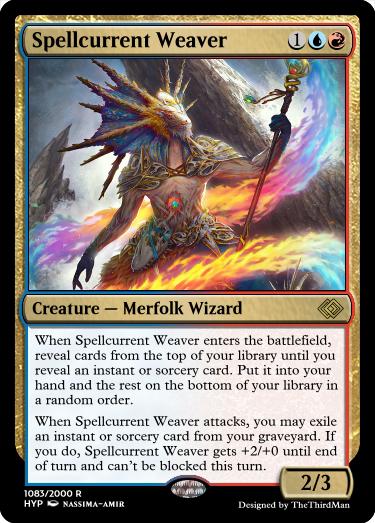 Spellcurrent Weaver 1
Creature — Merfolk Wizard
When Spellcurrent Weaver enters the battlefield,
reveal cards from the top of your library until you
reveal an instant or sorcery card. Put it into your
hand and the rest on the bottom of your library in
a random order.
When Spellcurrent Weaver attacks, you may exile
an instant or sorcery card from your graveyard. If
you do, Spellcurrent Weaver gets +2/+0 until end
of turn and can't be blocked this turn.
2/3
1083/2000 R
HYP NASSIMA-AMIR
Designed by TheThirdMan